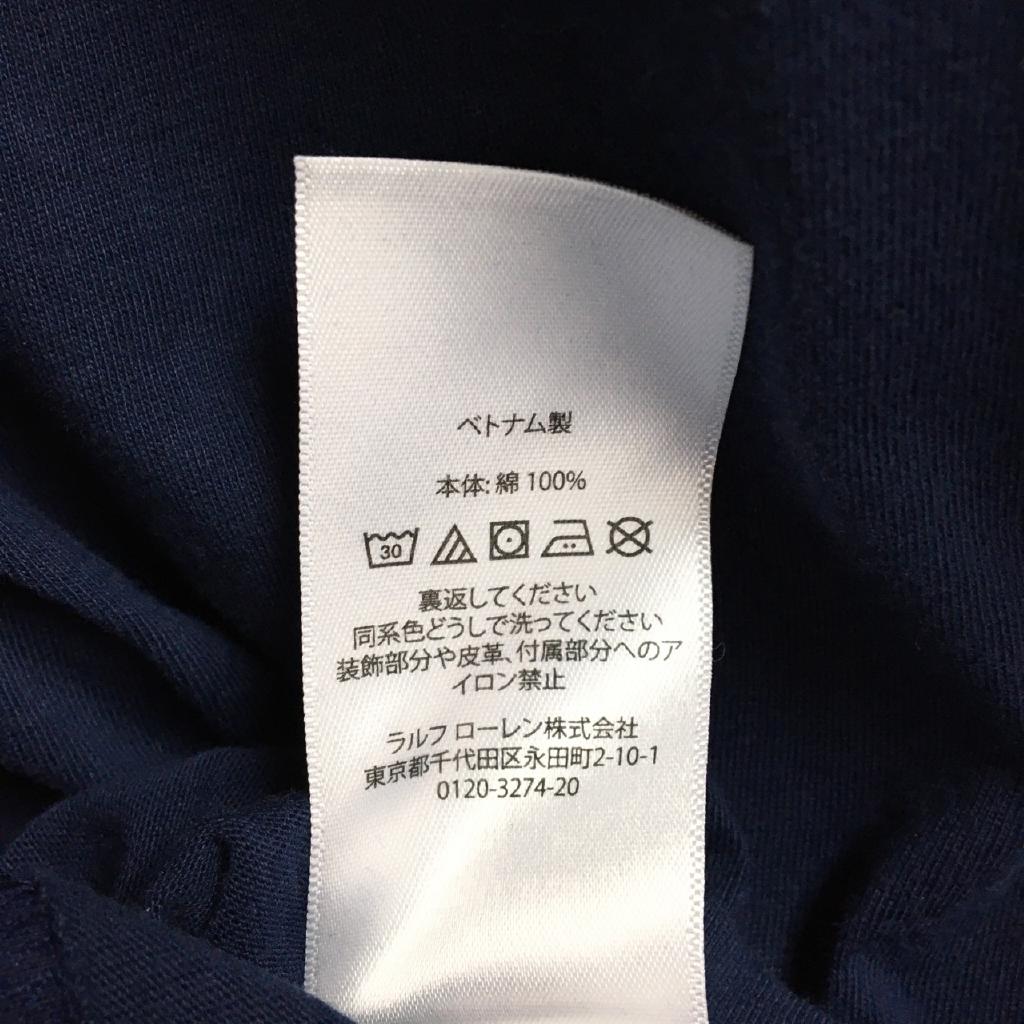 ベトナム製
本体: 綿 100%
30
裏返してください
同系色どうしで洗ってください
装飾部分や皮革、付属部分へのア
イロン禁止
ラルフ ローレン株式会社
東京都千代田区永田町2-10-1
0120-3274-20